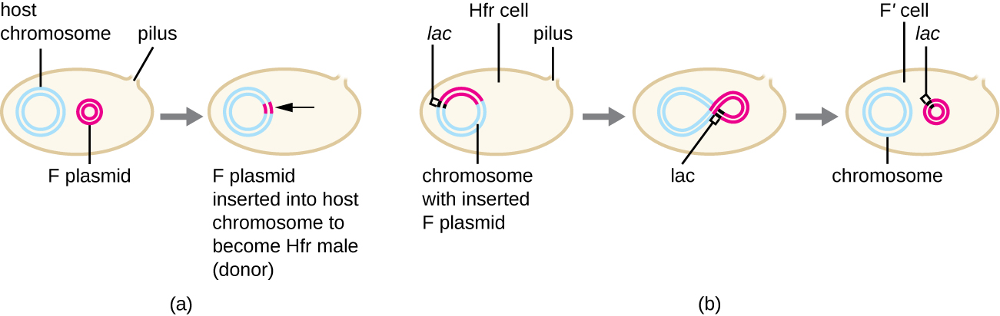 host
chromosome
pilus
F plasmid
F plasmid
inserted into host
chromosome to
become Hfr male
(donor)
(a)
Hfr cell
lac
pilus
chromosome
with inserted
F plasmid
lac
F′ cell
lac
chromosome
(b)